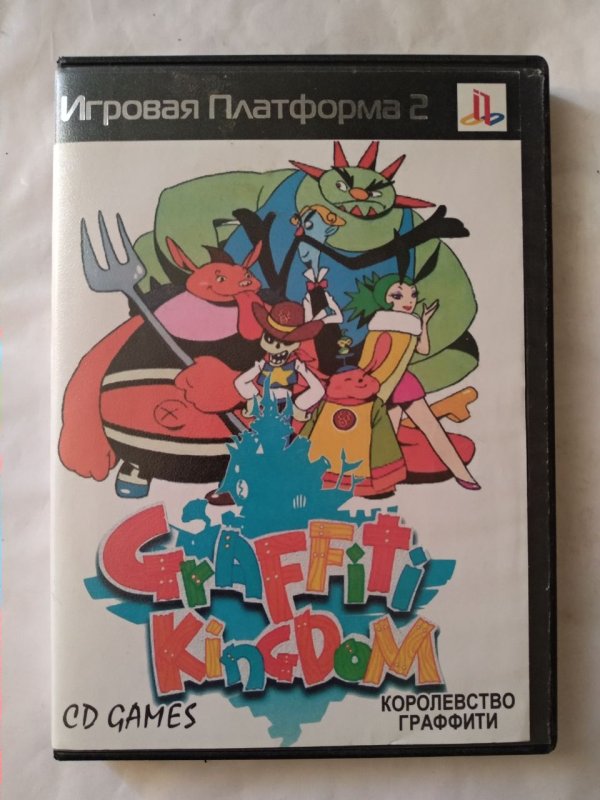 Игровая Платформа 2
GRAFFiTi
KinGDoM
CD GAMES
КОРОЛЕВСТВО
ГРАФФИТИ